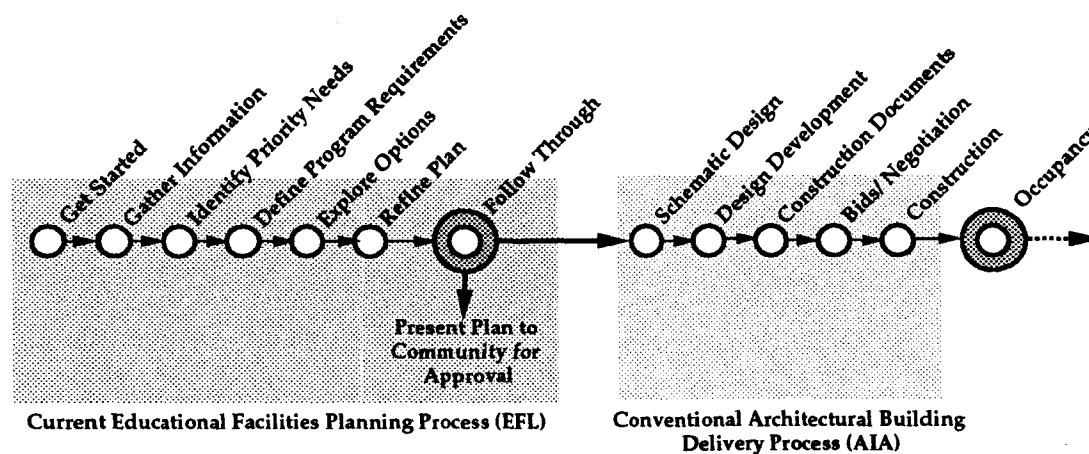 Get Started
Gather Information
Identify Priority Needs
Define Program Requirements
Explore Options
Refine Plan
Follow Through
Schematic Design
Design Development
Construction Documents
Bids/ Negotiation
Construction
Occupancy
Present Plan to
Community for
Approval
Current Educational Facilities Planning Process (EFL)
Conventional Architectural Building
Delivery Process (AIA)